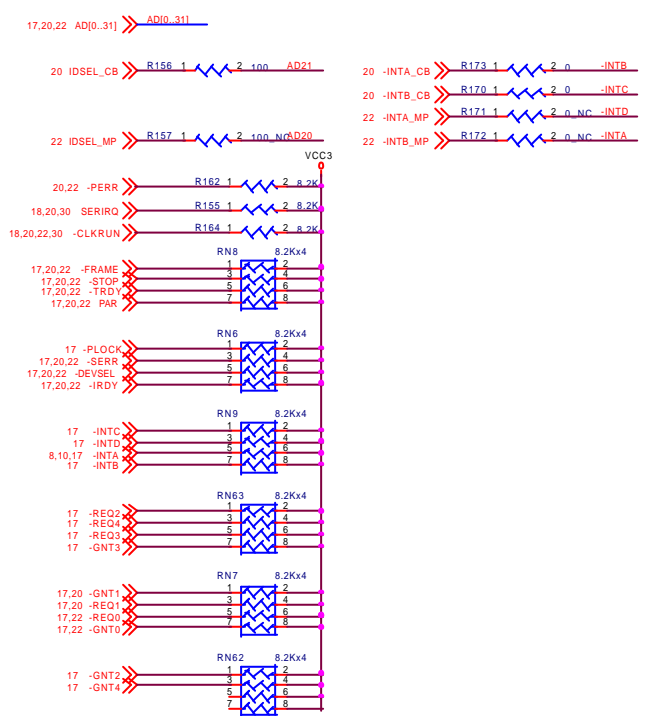 17,20,22 AD[0..31] AD[0..31]
20 IDSEL_CB R156 1 2 100 AD21
20 -INTA_CB R173 1 2 0 -INTB
20 -INTB_CB R170 1 2 0 -INTC
22 -INTA_MP R171 1 2 0_NC -INTD
22 IDSEL_MP R157 1 2 100_NC AD20
22 -INTB_MP R172 1 2 0_NC -INTA
VCC3
20,22 -PERR R162 1 2 8.2K
18,20,30 SERIRQ R155 1 2 8.2K
18,20,22,30 -CLKRUN R164 1 2 8.2K
RN8 8.2Kx4
17,20,22 -FRAME 1 2
17,20,22 -STOP 3 4
17,20,22 -TRDY 5 6
17,20,22 PAR 7 8
RN6 8.2Kx4
17 -PLOCK 1 2
17,20,22 -SERR 3 4
17,20,22 -DEVSEL 5 6
17,20,22 -IRDY 7 8
RN9 8.2Kx4
17 -INTC 1 2
17 -INTD 3 4
8,10,17 -INTA 5 6
17 -INTB 7 8
RN63 8.2Kx4
17 -REQ2 1 2
17 -REQ4 3 4
17 -REQ3 5 6
17 -GNT3 7 8
RN7 8.2Kx4
17,20 -GNT1 1 2
17,20 -REQ1 3 4
17,22 -REQ0 5 6
17,22 -GNT0 7 8
RN62 8.2Kx4
17 -GNT2 1 2
17 -GNT4 3 4
5 6
7 8